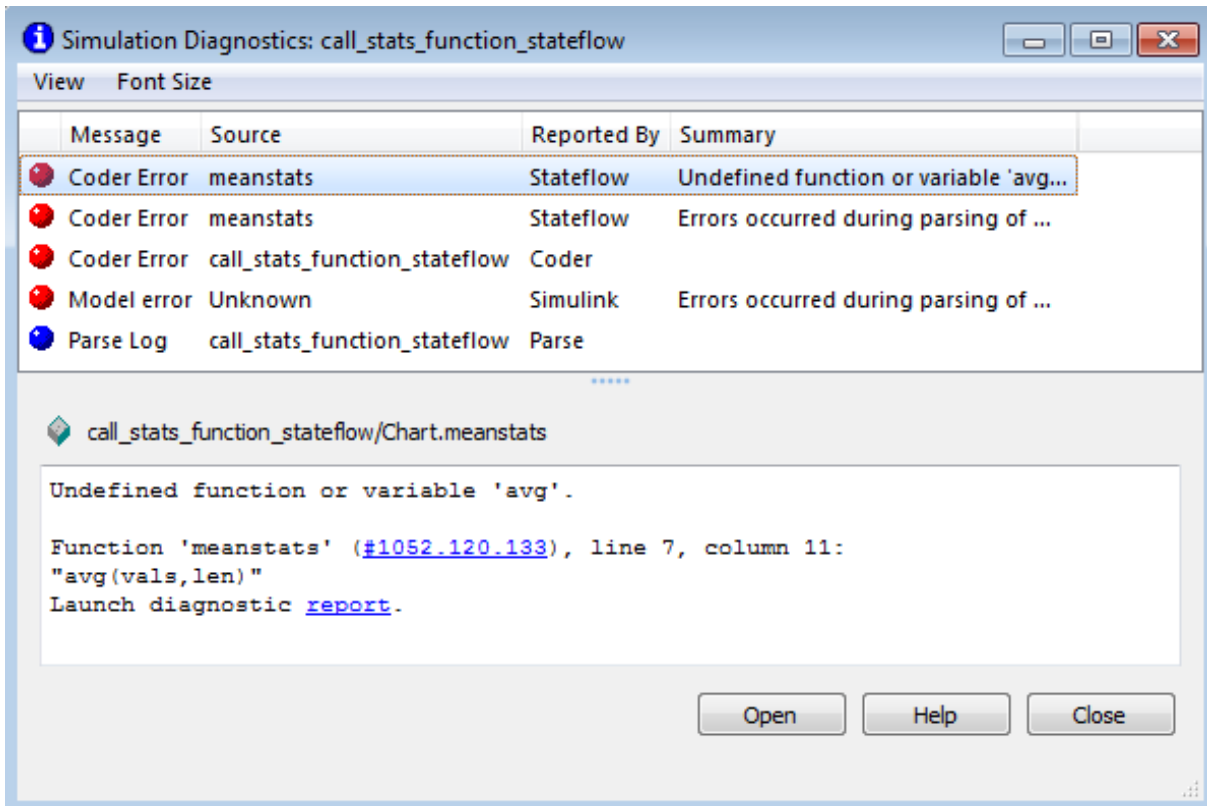 Simulation Diagnostics: call_stats_function_stateflow
View Font Size
Message Source Reported By Summary
Coder Error meanstats Stateflow Undefined function or variable 'avg...
Coder Error meanstats Stateflow Errors occurred during parsing of ...
Coder Error call_stats_function_stateflow Coder
Model error Unknown Simulink Errors occurred during parsing of ...
Parse Log call_stats_function_stateflow Parse
call_stats_function_stateflow/Chart.meanstats
Undefined function or variable 'avg'.
Function 'meanstats' (#1052.120.133), line 7, column 11:
"avg(vals,len)"
Launch diagnostic report.
Open Help Close